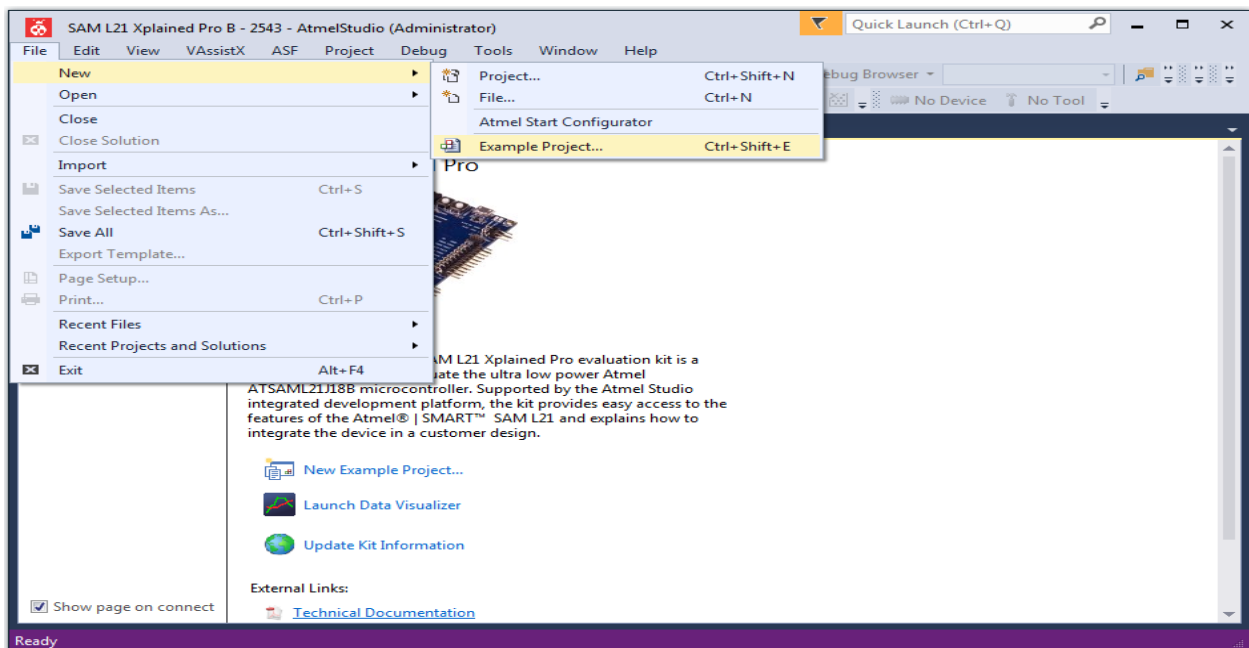 SAM L21 Xplained Pro B - 2543 - AtmelStudio (Administrator)
Quick Launch (Ctrl+Q)
File Edit View VAssistX ASF Project Debug Tools Window Help
New
Open
Close
Close Solution
Import
Save Selected Items Ctrl+S
Save Selected Items As...
Save All Ctrl+Shift+S
Export Template...
Page Setup...
Print... Ctrl+P
Recent Files
Recent Projects and Solutions
Exit Alt+F4
Project... Ctrl+Shift+N
File... Ctrl+N
Atmel Start Configurator
Example Project... Ctrl+Shift+E
Browser
No Device No Tool
Pro
L21 Xplained Pro evaluation kit is a
the ultra low power Atmel
ATSAML21J18B microcontroller. Supported by the Atmel Studio
integrated development platform, the kit provides easy access to the
features of the Atmel® | SMART™ SAM L21 and explains how to
integrate the device in a customer design.
New Example Project...
Launch Data Visualizer
Update Kit Information
External Links:
Technical Documentation
Show page on connect
Ready